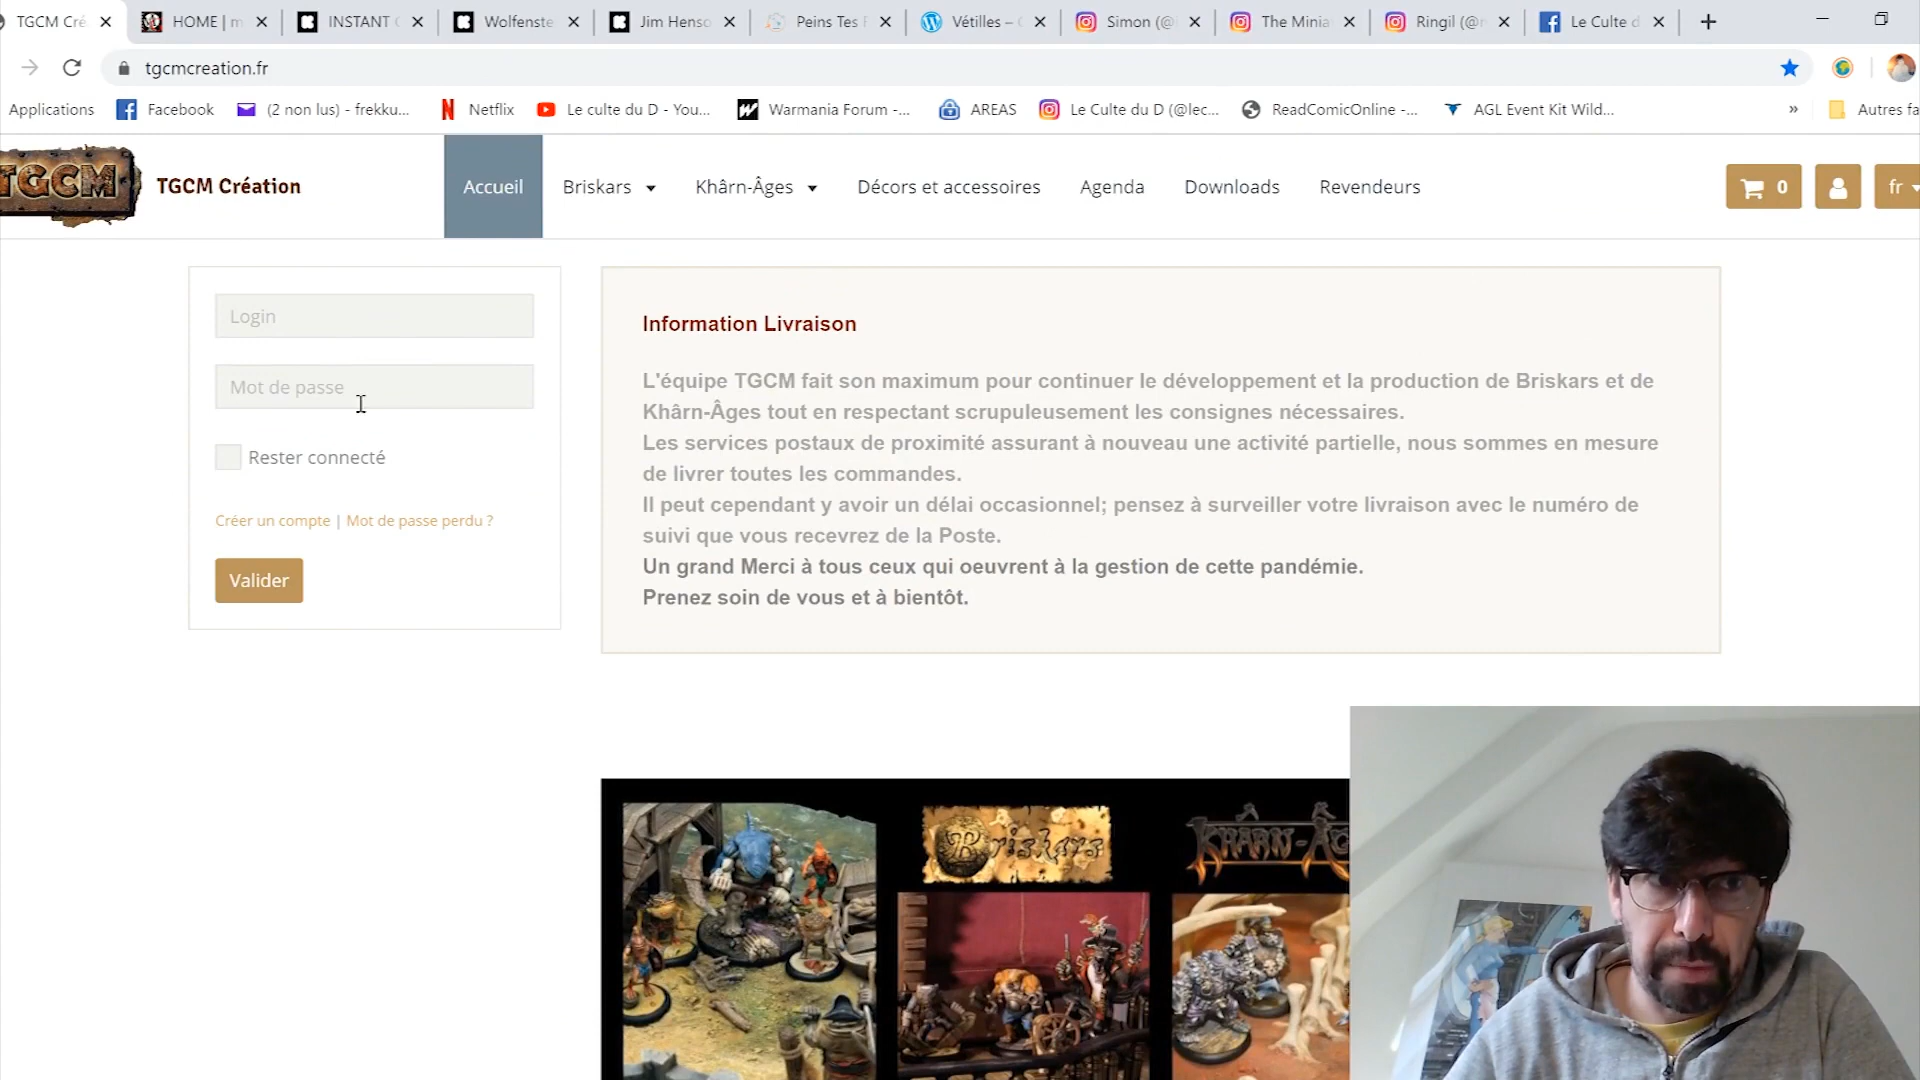 TGCM Cré
HOME | m
INSTANT
Wolfenste
Jim Henso
Peins Tes
Vétilles –
Simon (@
The Minia
Ringil (@
Le Culte d
tgcmcreation.fr
Applications
Facebook
(2 non lus) - frekku...
Netflix
Le culte du D - You...
Warmania Forum -...
AREAS
Le Culte du D (@lec...
ReadComicOnline -...
AGL Event Kit Wild...
»
Autres fa
TGCM
TGCM Création
Accueil
Briskars
Khârn-Âges
Décors et accessoires
Agenda
Downloads
Revendeurs
0
fr
Login
Mot de passe
Rester connecté
Créer un compte | Mot de passe perdu ?
Valider
Information Livraison
L'équipe TGCM fait son maximum pour continuer le développement et la production de Briskars et de
Khârn-Âges tout en respectant scrupuleusement les consignes nécessaires.
Les services postaux de proximité assurant à nouveau une activité partielle, nous sommes en mesure
de livrer toutes les commandes.
Il peut cependant y avoir un délai occasionnel; pensez à surveiller votre livraison avec le numéro de
suivi que vous recevrez de la Poste.
Un grand Merci à tous ceux qui oeuvrent à la gestion de cette pandémie.
Prenez soin de vous et à bientôt.
Briskars
KHÂRN-ÂG